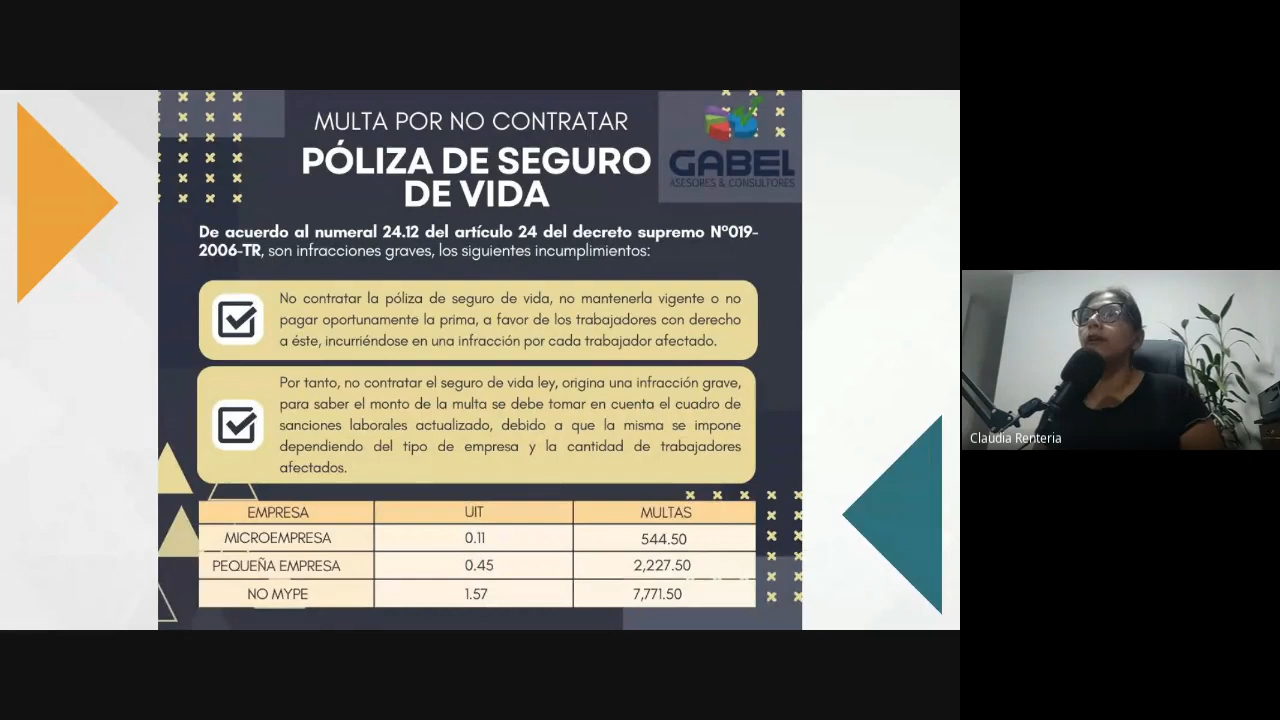 MULTA POR NO CONTRATAR
PÓLIZA DE SEGURO
DE VIDA
GABEL
ASESORES & CONSULTORES
De acuerdo al numeral 24.12 del artículo 24 del decreto supremo N°019-
2006-TR, son infracciones graves, los siguientes incumplimientos:
No contratar la póliza de seguro de vida, no mantenerla vigente o no
pagar oportunamente la prima, a favor de los trabajadores con derecho
a éste, incurriéndose en una infracción por cada trabajador afectado.
Por tanto, no contratar el seguro de vida ley, origina una infracción grave,
para saber el monto de la multa se debe tomar en cuenta el cuadro de
sanciones laborales actualizado, debido a que la misma se impone
dependiendo del tipo de empresa y la cantidad de trabajadores
afectados.
EMPRESA UIT MULTAS
MICROEMPRESA 0.11 544.50
PEQUEÑA EMPRESA 0.45 2,227.50
NO MYPE 1.57 7,771.50
Claudia Renteria